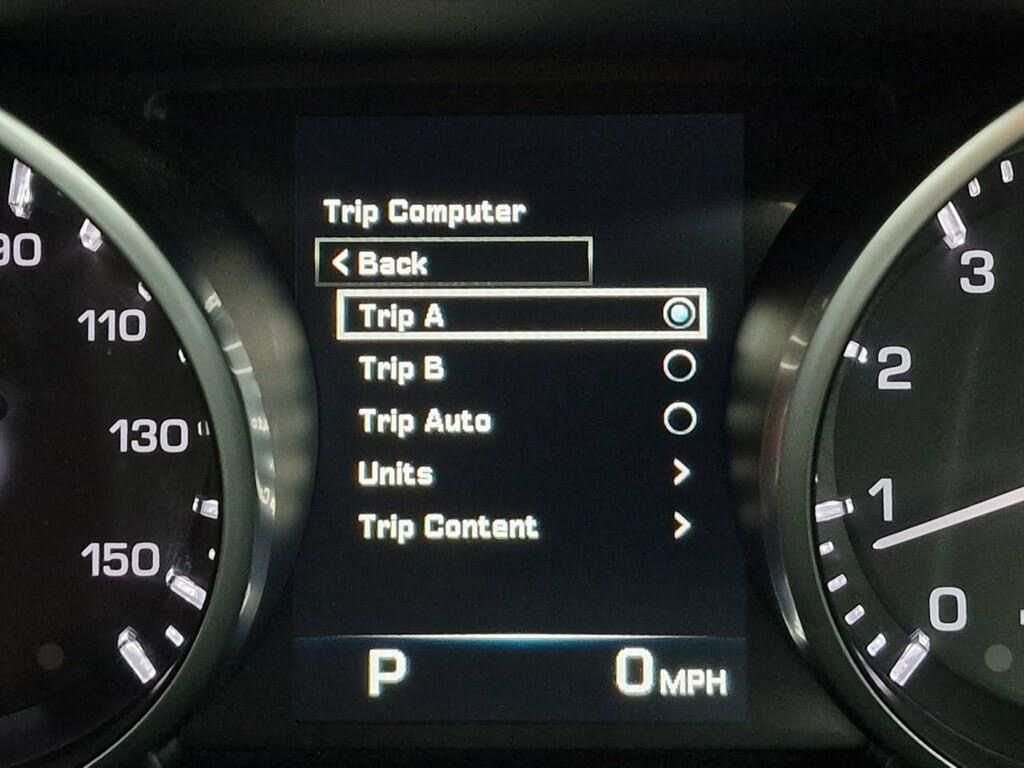 Trip Computer
< Back
Trip A
Trip B
Trip Auto
Units >
Trip Content >
P 0 MPH
90
110
130
150
3
2
1
0